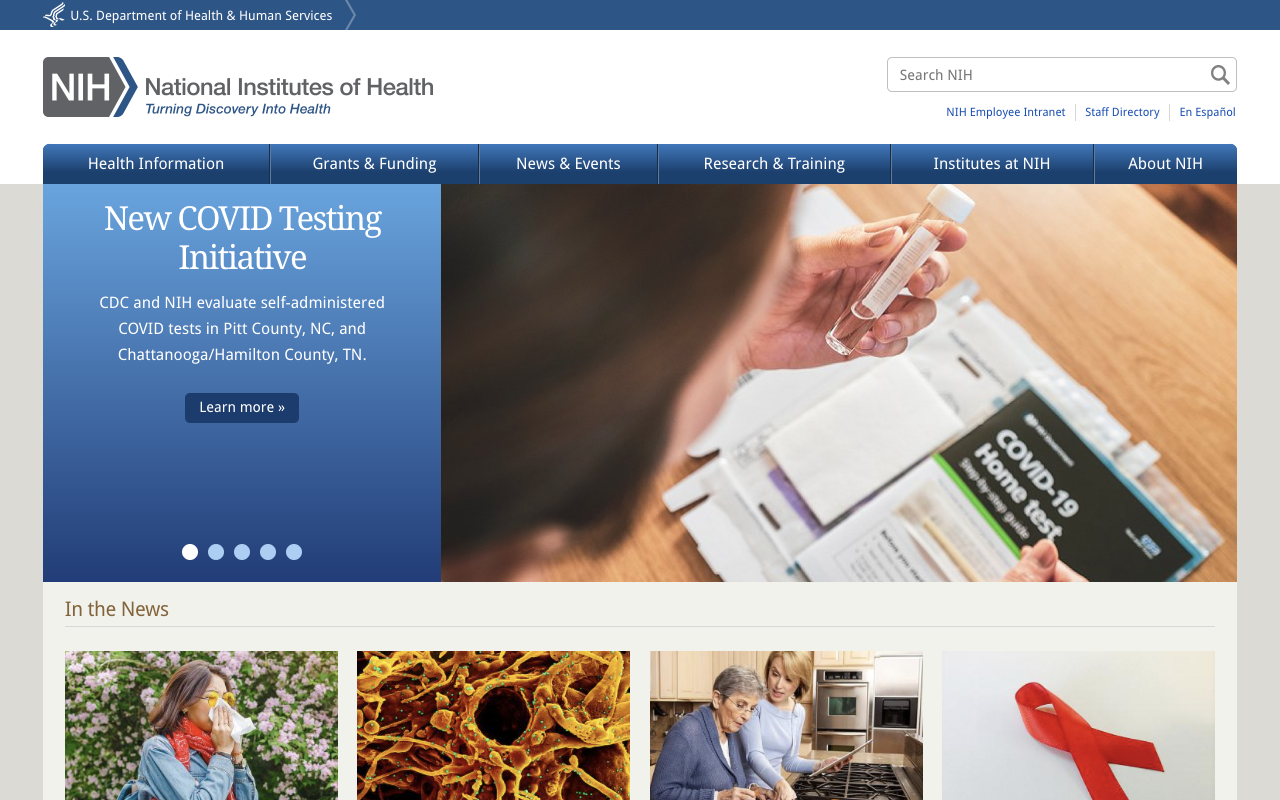 U.S. Department of Health & Human Services
NIH
National Institutes of Health
Turning Discovery Into Health
Search NIH
NIH Employee Intranet
Staff Directory
En Español
Health Information
Grants & Funding
News & Events
Research & Training
Institutes at NIH
About NIH
New COVID Testing
Initiative
CDC and NIH evaluate self-administered
COVID tests in Pitt County, NC, and
Chattanooga/Hamilton County, TN.
Learn more »
COVID-19
Home test
Step-by-step guide
In the News